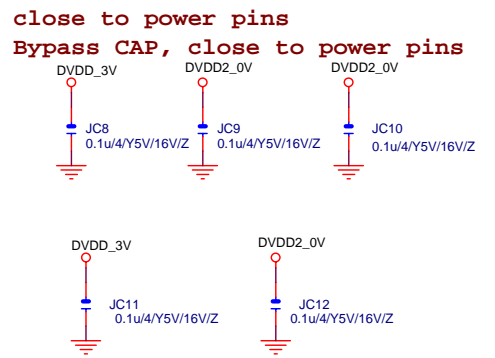 close to power pins
Bypass CAP, close to power pins
DVDD_3V
DVDD2_0V
DVDD2_0V
JC8
0.1u/4/Y5V/16V/Z
JC9
0.1u/4/Y5V/16V/Z
JC10
0.1u/4/Y5V/16V/Z
DVDD_3V
DVDD2_0V
JC11
0.1u/4/Y5V/16V/Z
JC12
0.1u/4/Y5V/16V/Z